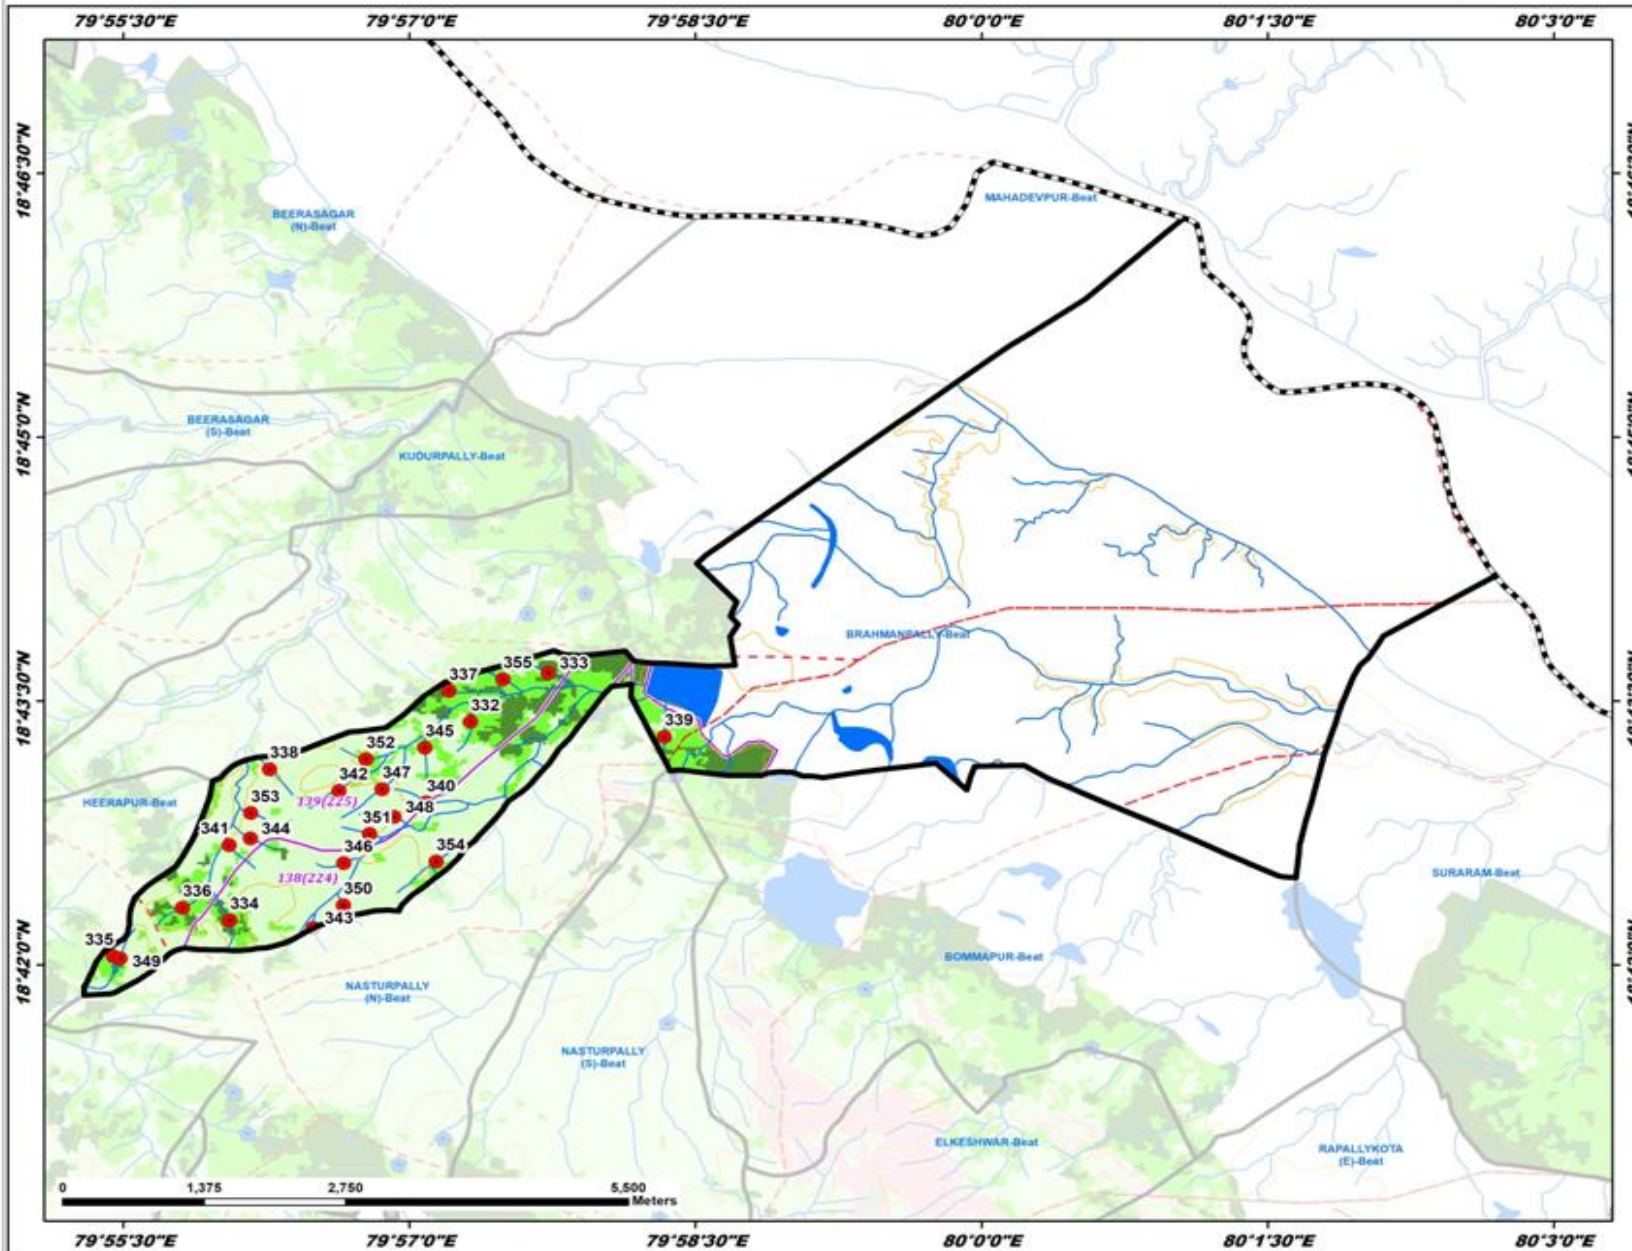 79°55'30"E 79°57'0"E 79°58'30"E 80°0'0"E 80°1'30"E 80°3'0"E
18°46'30"N
MAHADEVPUR-Beat
BEERASAGAR
(N)-Beat
BEERASAGAR
(S)-Beat
18°45'0"N
KUDURPALLY-Beat
BRAHMANPALLY-Beat
337
355
333
18°43'30"N
332
339
345
338
352
342
347
340
HEERAPUR-Beat
139(225)
353
348
351
341
344
346
354
138(224)
SURARAM-Beat
336
350
334
343
335
349
18°42'0"N
BOMMAPUR-Beat
NASTURPALLY
(N)-Beat
NASTURPALLY
(S)-Beat
ELKESHWAR-Beat
RAPALLYKOTA
(E)-Beat
0 1,375 2,750 5,500
Meters
79°55'30"E 79°57'0"E 79°58'30"E 80°0'0"E 80°1'30"E 80°3'0"E